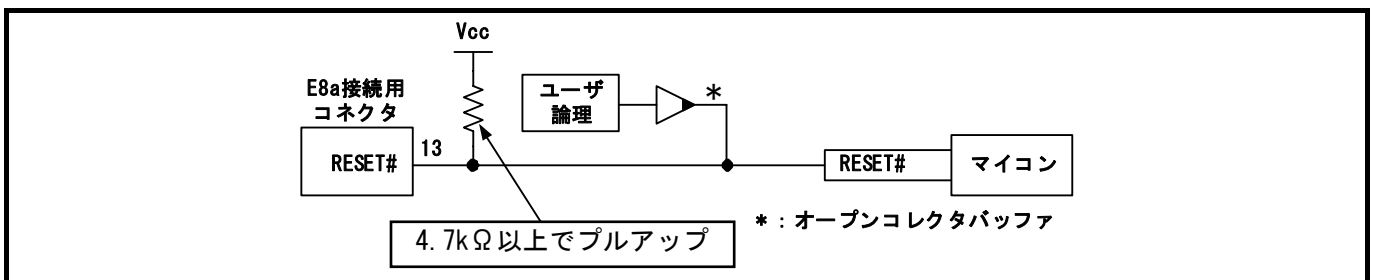 Vcc
E8a接続用
コネクタ
RESET#
13
ユーザ
論理
*
RESET#
マイコン
*：オープンコレクタバッファ
4.7kΩ以上でプルアップ